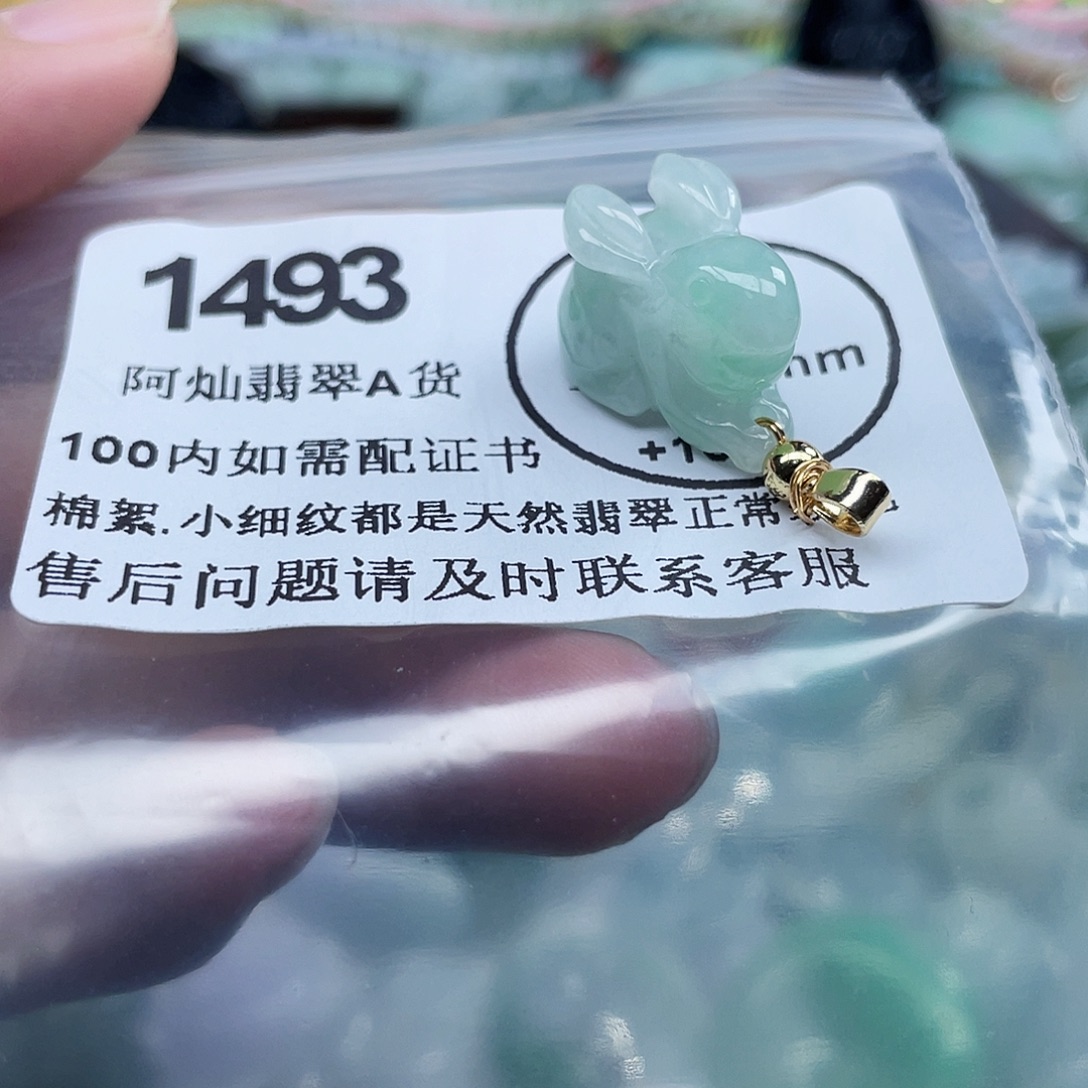 1493
阿灿翡翠A货
mm
+1
100内如需配证书
棉絮.小细纹都是天然翡翠正常
售后问题请及时联系客服